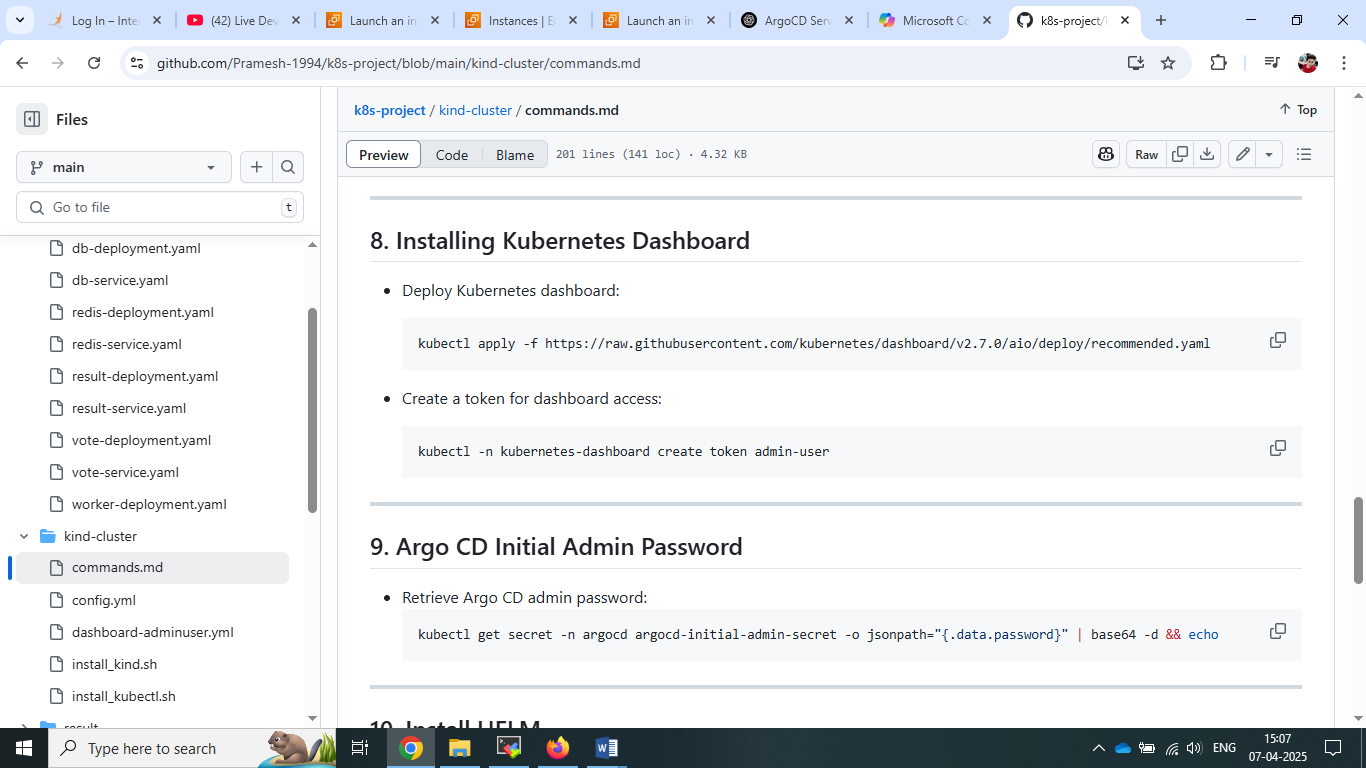 Log In – Intel
(42) Live Dev
Launch an in
Instances | E
Launch an in
ArgoCD Serv
Microsoft Co
k8s-project/
github.com/Pramesh-1994/k8s-project/blob/main/kind-cluster/commands.md
Files
main
Go to file
t
db-deployment.yaml
db-service.yaml
redis-deployment.yaml
redis-service.yaml
result-deployment.yaml
result-service.yaml
vote-deployment.yaml
vote-service.yaml
worker-deployment.yaml
kind-cluster
commands.md
config.yml
dashboard-adminuser.yml
install_kind.sh
install_kubectl.sh
result
k8s-project / kind-cluster / commands.md
Top
Preview Code Blame 201 lines (141 loc) · 4.32 KB
Raw
8. Installing Kubernetes Dashboard
• Deploy Kubernetes dashboard:
kubectl apply -f https://raw.githubusercontent.com/kubernetes/dashboard/v2.7.0/aio/deploy/recommended.yaml
• Create a token for dashboard access:
kubectl -n kubernetes-dashboard create token admin-user
9. Argo CD Initial Admin Password
• Retrieve Argo CD admin password:
kubectl get secret -n argocd argocd-initial-admin-secret -o jsonpath="{.data.password}" | base64 -d && echo
10. Install HELM
Type here to search
ENG
15:07
07-04-2025